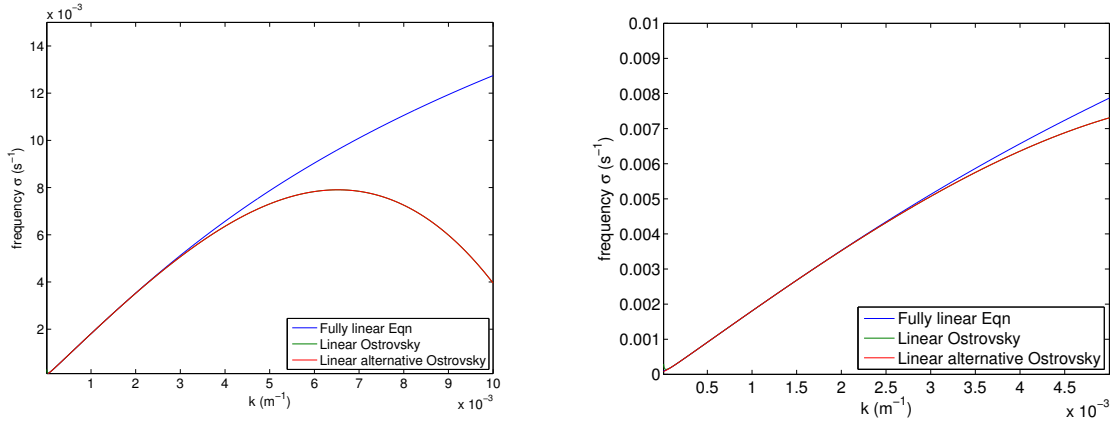 x 10⁻³
14
12
10
8
6
4
2
frequency σ (s⁻¹)
Fully linear Eqn
Linear Ostrovsky
Linear alternative Ostrovsky
1 2 3 4 5 6 7 8 9 10
k (m⁻¹)
x 10⁻³
0.01
0.009
0.008
0.007
0.006
0.005
0.004
0.003
0.002
0.001
0
frequency σ (s⁻¹)
Fully linear Eqn
Linear Ostrovsky
Linear alternative Ostrovsky
0.5 1 1.5 2 2.5 3 3.5 4 4.5
k (m⁻¹)
x 10⁻³